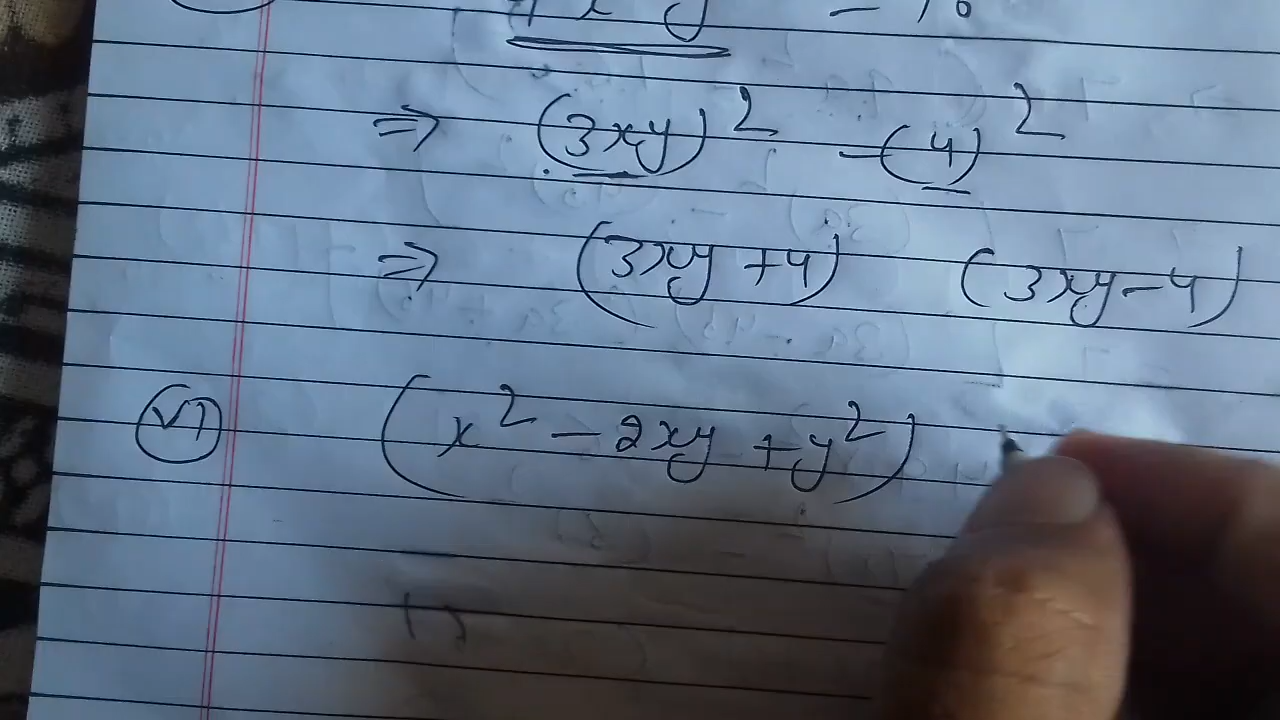 ⇒ (3xy)² - (4)²
⇒ (3xy + 4) (3xy - 4)
(vi) (x² - 2xy + y²)